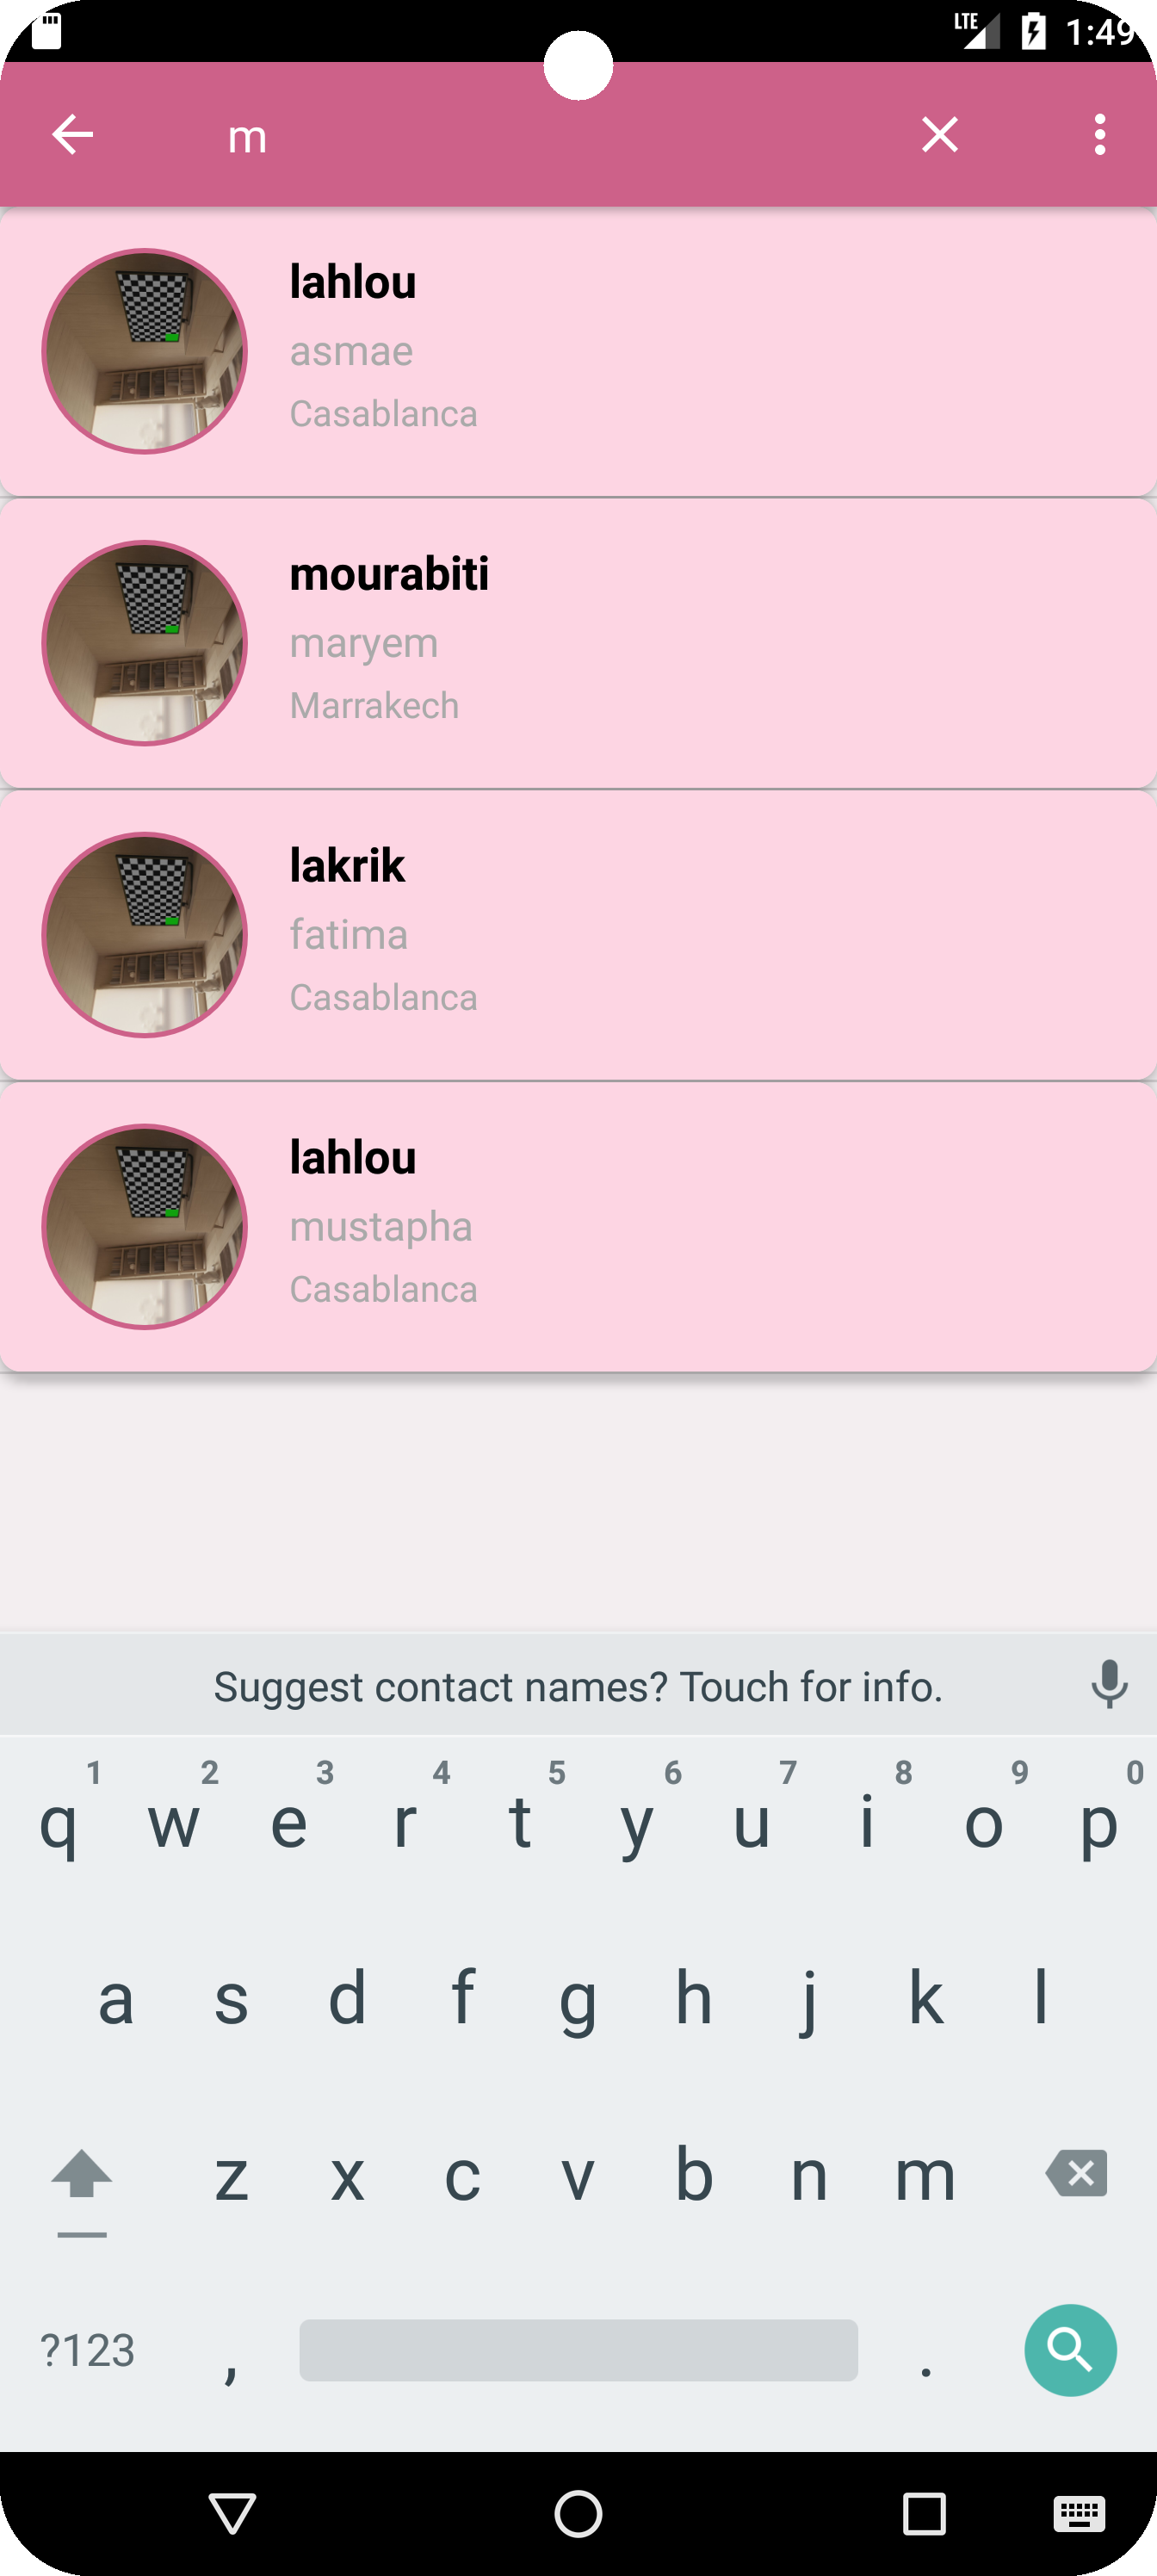 LTE 1:49
m
lahlou
asmae
Casablanca
mourabiti
maryem
Marrakech
lakrik
fatima
Casablanca
lahlou
mustapha
Casablanca
Suggest contact names? Touch for info.
1 2 3 4 5 6 7 8 9 0
q w e r t y u i o p
a s d f g h j k l
z x c v b n m
?123 , .